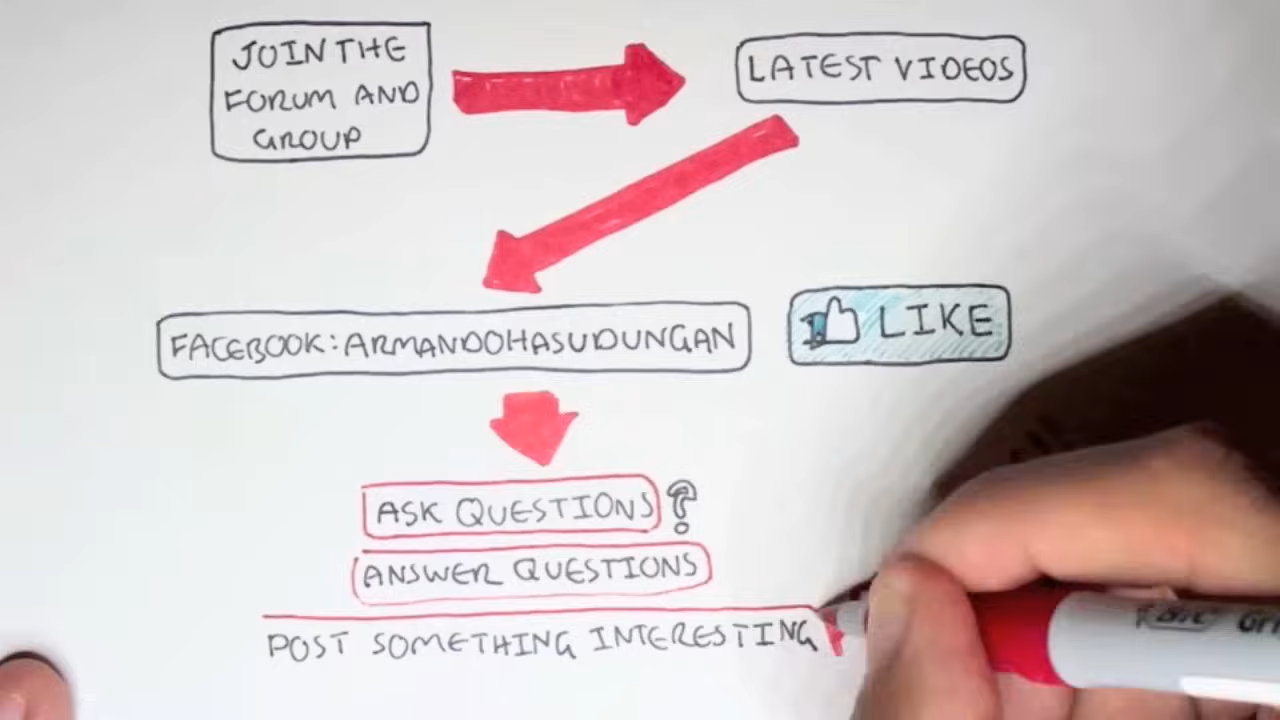 JOIN THE
FORUM AND
GROUP
LATEST VIDEOS
FACEBOOK: ARMANDOHASUDUNGAN
LIKE
ASK QUESTIONS ?
ANSWER QUESTIONS
POST SOMETHING INTERESTING